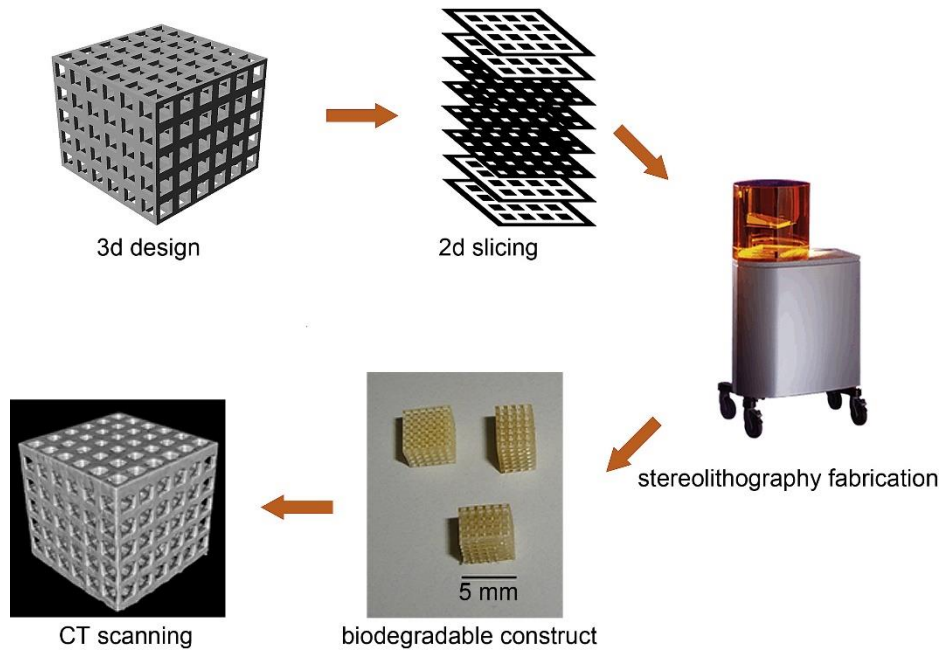 3d design
2d slicing
stereolithography fabrication
5 mm
biodegradable construct
CT scanning